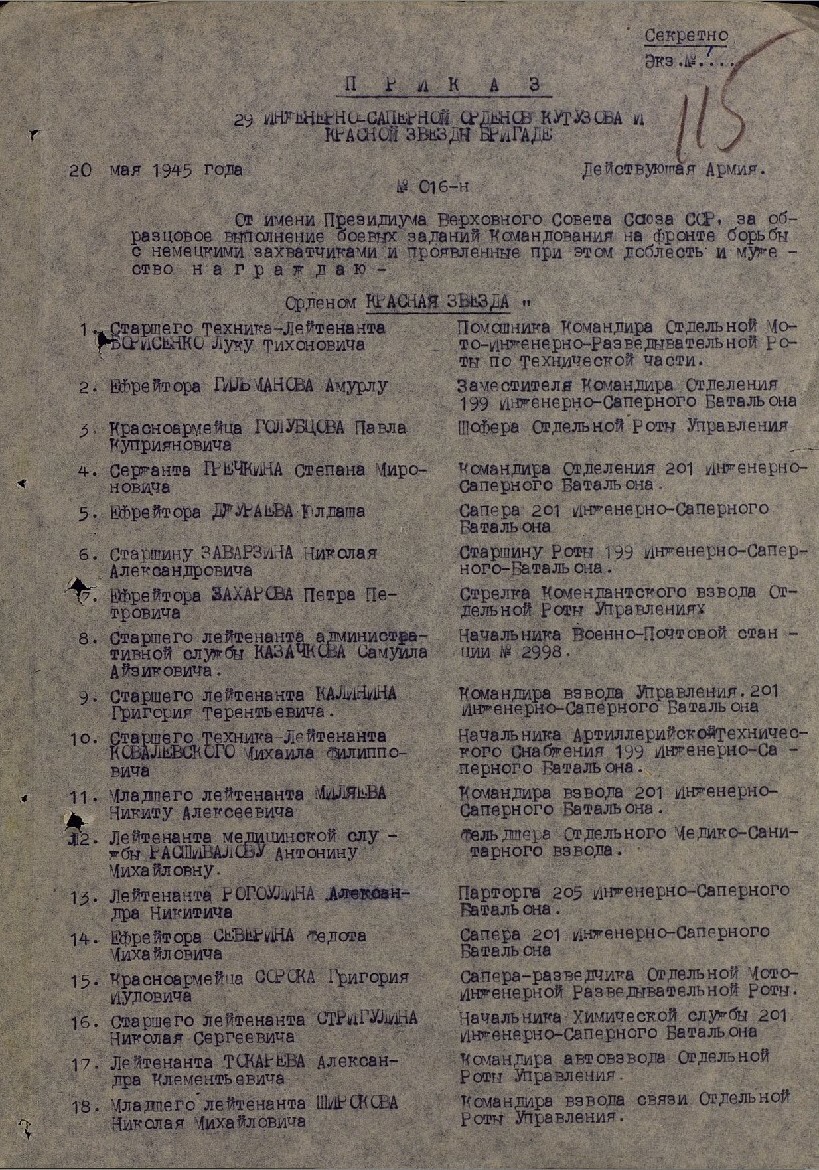 Секретно
Экз.№ 1...
115
П Р И К А З
29 ИНЖЕНЕРНО-САПЕРНОЙ ОРДЕНОВ КУТУЗОВА И
КРАСНОЙ ЗВЕЗДЫ БРИГАДЕ
20 мая 1945 года Действующая Армия.
№ 016-н
От имени Президиума Верховного Совета Союза ССР, за об-
разцовое выполнение боевых заданий Командования на фронте борьбы
с немецкими захватчиками и проявленные при этом доблесть и муже -
ство н а г р а ж д а ю -
Орденом КРАСНАЯ ЗВЕЗДА "
1. Старшего Техника-Лейтенанта Помощника Командира Отдельной Мо-
БОРИСЕНКО Луку Тихоновича то-инженерно-Разведывательной Ро-
ты по Технической части.
2. Ефрейтора ГИЛЬМАНОВА Амурлу Заместителя Командира Отделения
199 Инженерно-Саперного Батальона
3. Красноармейца ГОЛУБЦОВА Павла Шофера Отдельной Роты Управления
Куприяновича
4. Сержанта ГРЕЧКИНА Степана Миро- Командира Отделения 201 Инженерно-
новича Саперного Батальона.
5. Ефрейтора ДЖУРАЕВА Юлдаша Сапера 201 Инженерно-Саперного
Батальона
6. Старшину ЗАВАРЗИНА Николая Старшину Роты 199 Инженерно-Сапер-
Александровича ного-Батальона.
7. Ефрейтора ЗАХАРОВА Петра Пе- Стрелка Комендантского взвода От-
тровича дельной Роты Управления
8. Старшего лейтенанта администра- Начальника Военно-Почтовой стан -
тивной службы КАЗАЧКОВА Самуила ции № 2998.
Айзиковича.
9. Старшего лейтенанта КАЛИНИНА Командира взвода Управления.201
Григория Терентьевича. Инженерно-Саперного Батальона
10. Старшего Техника-Лейтенанта Начальника АртиллерийскойТехничес-
КОВАЛЕВСКОГО Михаила Филиппо- кого Снабжения 199 Инженерно-Са -
вича перного Батальона.
11. Младшего лейтенанта МИЛЯЕВА Командира взвода 201 Инженерно-
Никиту Алексеевича Саперного Батальона.
12. Лейтенанта медицинской слу - Фельдшера Отдельного Медико-Сани-
жбы РАСПИВАЛОВУ Антонину тарного взвода.
Михайловну.
13. Лейтенанта РОГОУЛИНА Алексан- Парторга 205 Инженерно-Саперного
дра Никитича Батальона.
14. Ефрейтора СЕВЕРИНА Федота Сапера 201 Инженерно-Саперного
Михайловича Батальона
15. Красноармейца СОРОКА Григория Сапера-разведчика Отдельной Мото-
Иудовича Инженерной Разведывательной Роты.
16. Старшего лейтенанта СТРИГУЛИНА Начальника Химической службы 201
Николая Сергеевича Инженерно-Саперного Батальона
17. Лейтенанта ТОКАРЕВА Алексан- Командира автовзвода Отдельной
дра Клементьевича Роты Управления.
18. Младшего лейтенанта ШИРОКОВА Командира взвода связи Отдельной
Николая Михайловича Роты Управления.